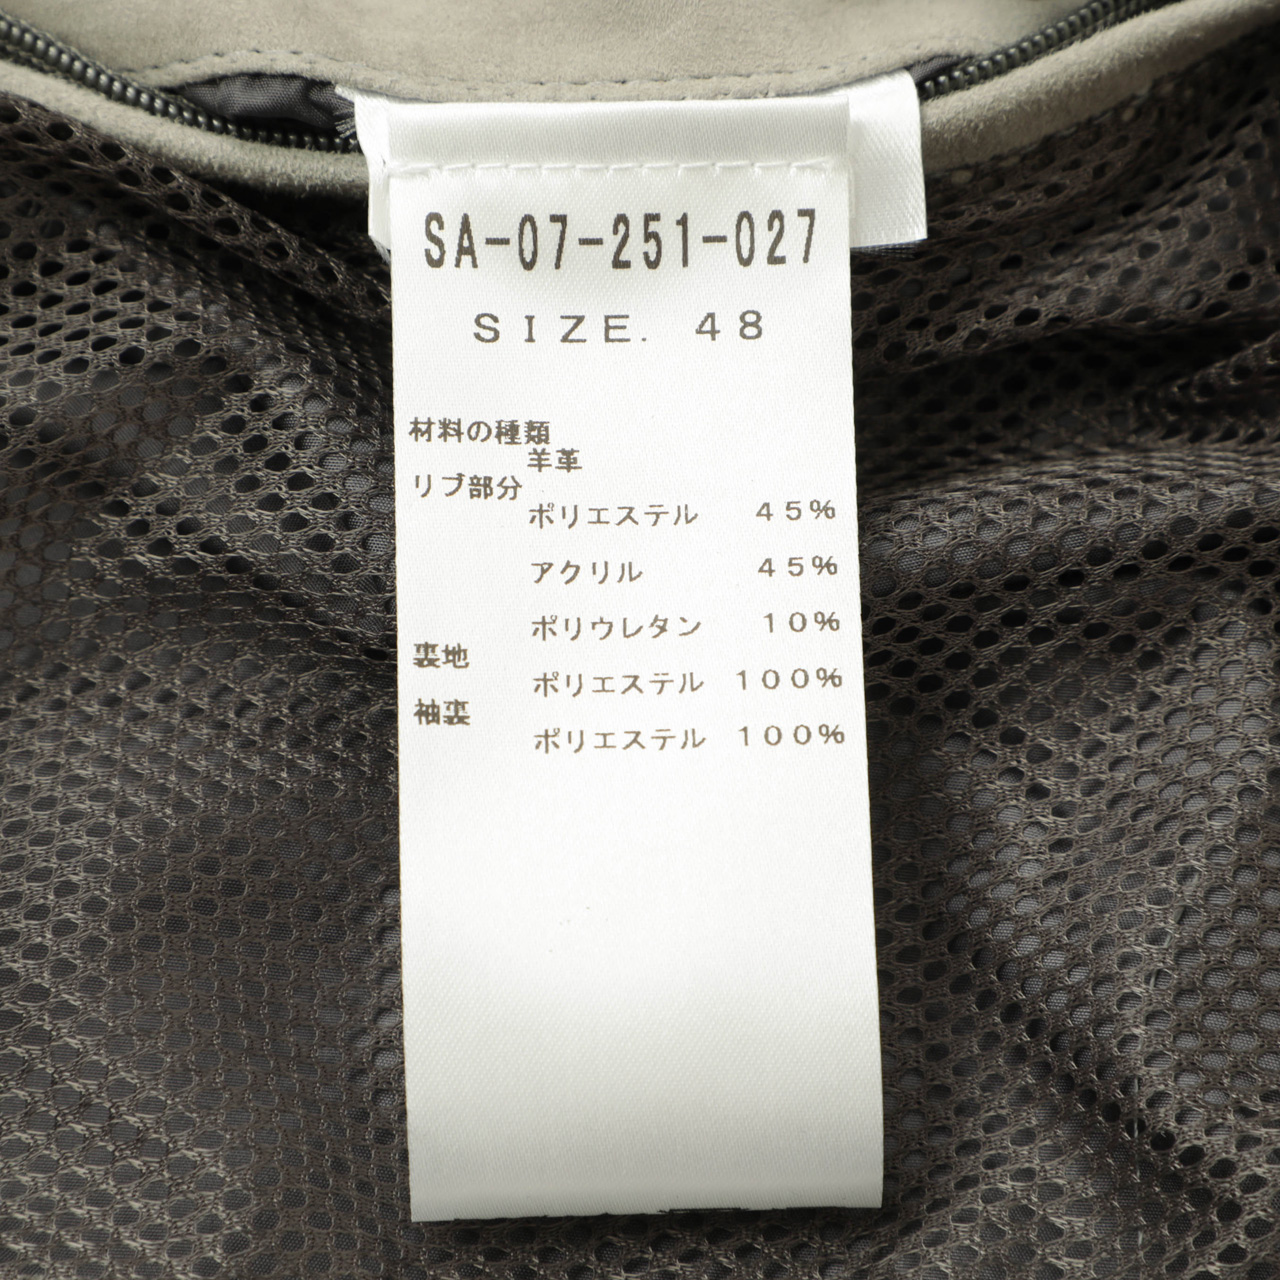 SA-07-251-027
SIZE. 48
材料の種類
羊革
リブ部分
ポリエステル 45%
アクリル 45%
ポリウレタン 10%
裏地
ポリエステル 100%
袖裏
ポリエステル 100%